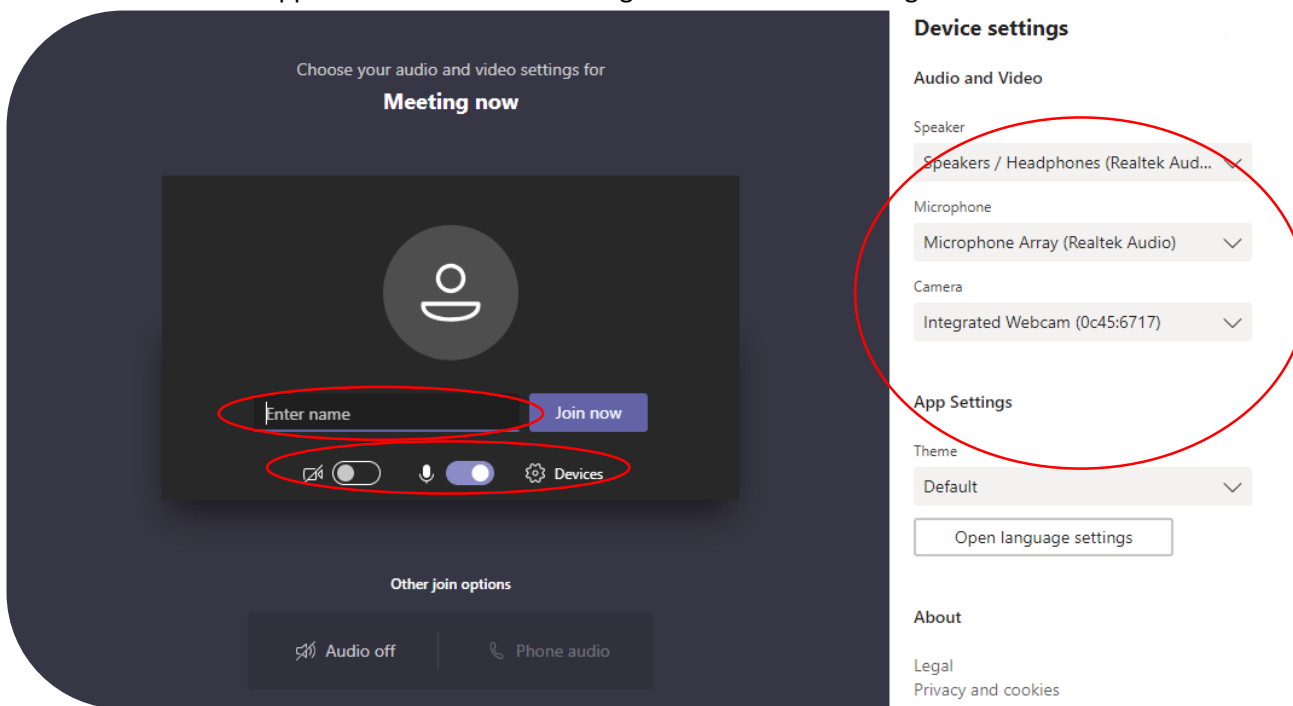 Choose your audio and video settings for
Meeting now
Enter name
Join now
Devices
Other join options
Audio off
Phone audio
Device settings
Audio and Video
Speaker
Speakers / Headphones (Realtek Aud...
Microphone
Microphone Array (Realtek Audio)
Camera
Integrated Webcam (0c45:6717)
App Settings
Theme
Default
Open language settings
About
Legal
Privacy and cookies